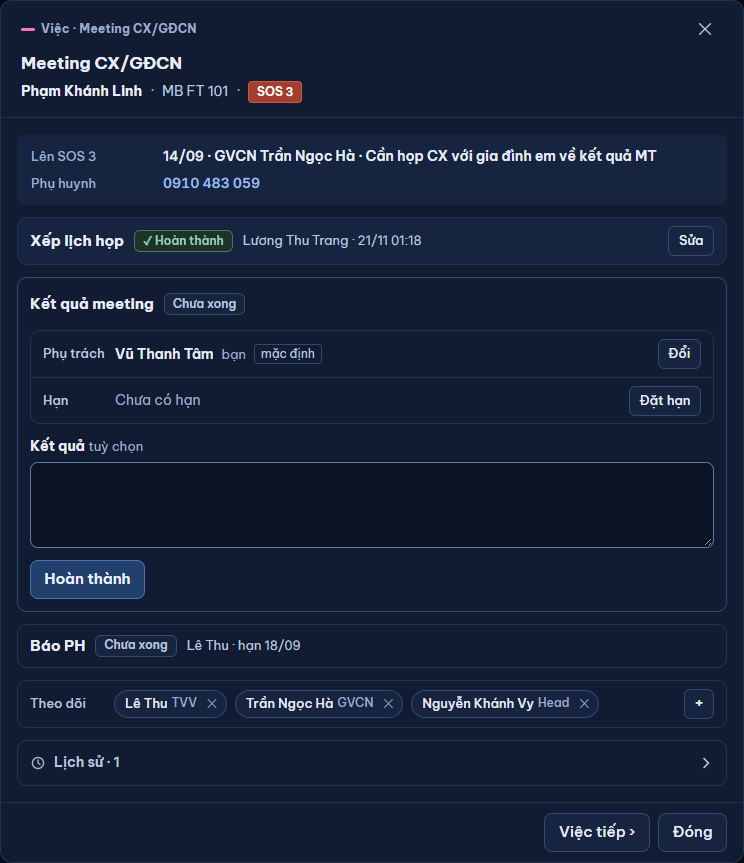 Việc · Meeting CX/GĐCN
Meeting CX/GĐCN
Phạm Khánh Linh · MB FT 101 · SOS 3
Lên SOS 3 14/09 · GVCN Trần Ngọc Hà · Cần họp CX với gia đình em về kết quả MT
Phụ huynh 0910 483 059
Xếp lịch họp ✓ Hoàn thành Lương Thu Trang · 21/11 01:18 Sửa
Kết quả meeting Chưa xong
Phụ trách Vũ Thanh Tâm bạn mặc định Đổi
Hạn Chưa có hạn Đặt hạn
Kết quả tuỳ chọn
Hoàn thành
Báo PH Chưa xong Lê Thu · hạn 18/09
Theo dõi Lê Thu TVV × Trần Ngọc Hà GVCN × Nguyễn Khánh Vy Head × +
Lịch sử · 1
Việc tiếp › Đóng